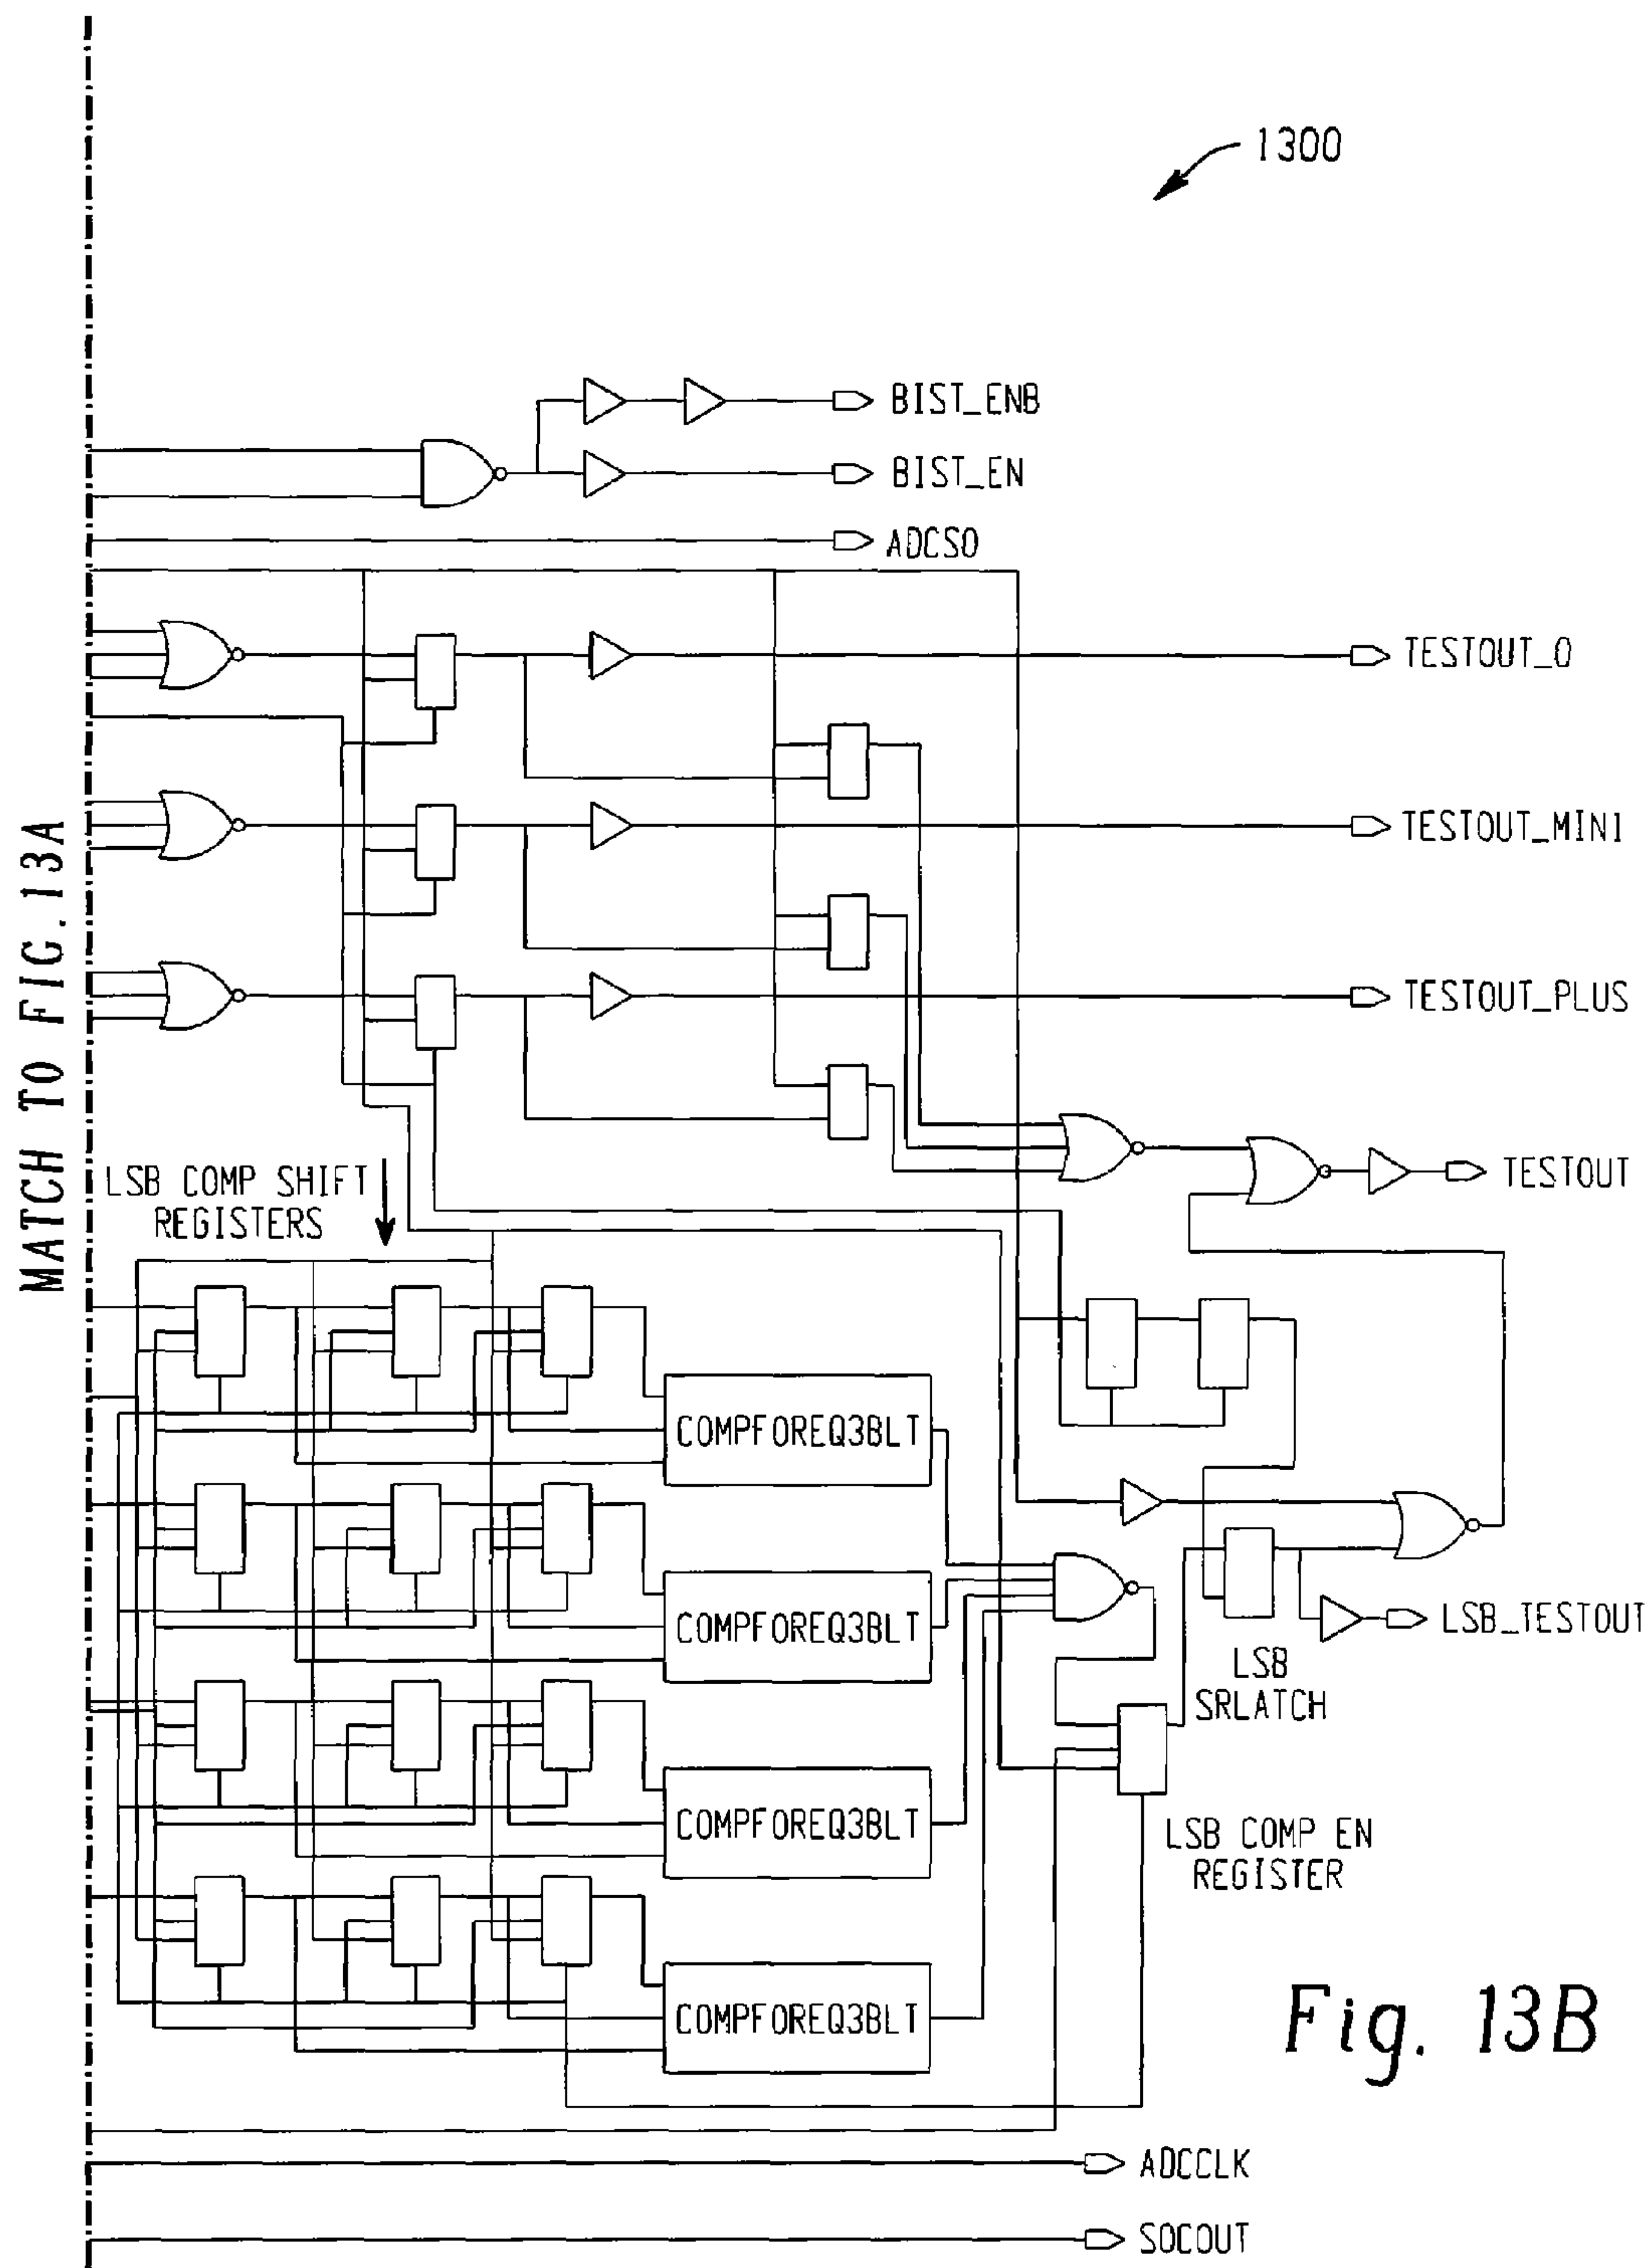 1300
BIST_ENB
BIST_EN
ADCSO
TESTOUT_0
TESTOUT_MIN1
TESTOUT_PLUS
MATCH TO FIG. 13A
TESTOUT
LSB COMP SHIFT
REGISTERS
COMPFOREQ3BLT
COMPFOREQ3BLT
LSB_TESTOUT
LSB
SRLATCH
COMPFOREQ3BLT
LSB COMP EN
REGISTER
COMPFOREQ3BLT
Fig. 13B
ADCCLK
SOCOUT